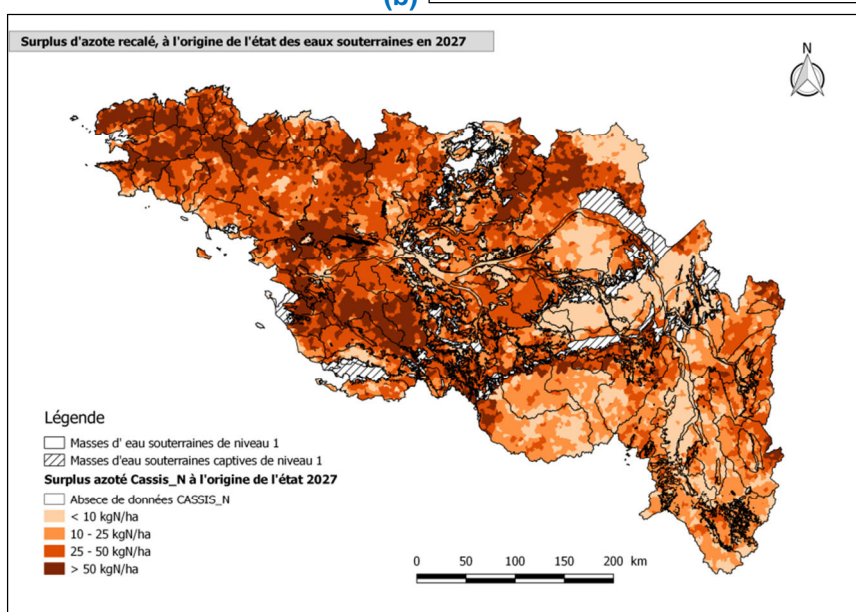 (b)
Surplus d'azote recalé, à l'origine de l'état des eaux souterraines en 2027
N
Légende
Masses d' eau souterraines de niveau 1
Masses d'eau souterraines captives de niveau 1
Surplus azoté Cassis_N à l'origine de l'état 2027
Absece de données CASSIS_N
< 10 kgN/ha
10 - 25 kgN/ha
25 - 50 kgN/ha
> 50 kgN/ha
0 50 100 150 200 km